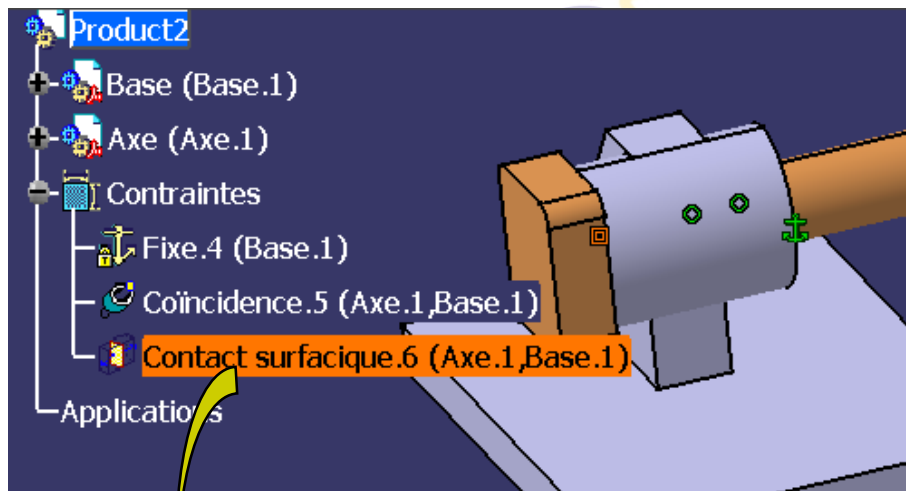 Product2
Base (Base.1)
Axe (Axe.1)
Contraintes
Fixe.4 (Base.1)
Coïncidence.5 (Axe.1,Base.1)
Contact surfacique.6 (Axe.1,Base.1)
Applications